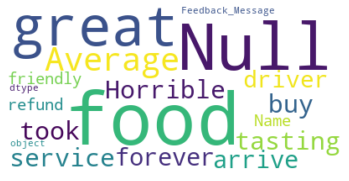 Feedback_Message
great Null
Average
friendly driver
dtype Horrible
refund food buy
took Name
tasting
service forever arrive
object